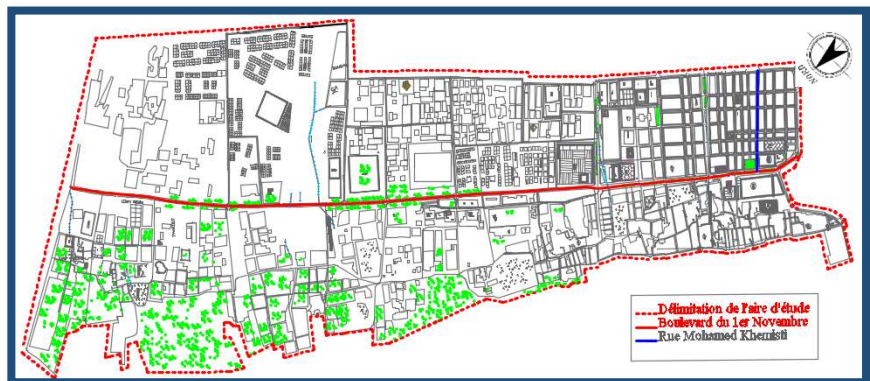 NORD
Délimitation de l'aire d'étude
Boulevard du 1er Novembre
Rue Mohamed Khemisti